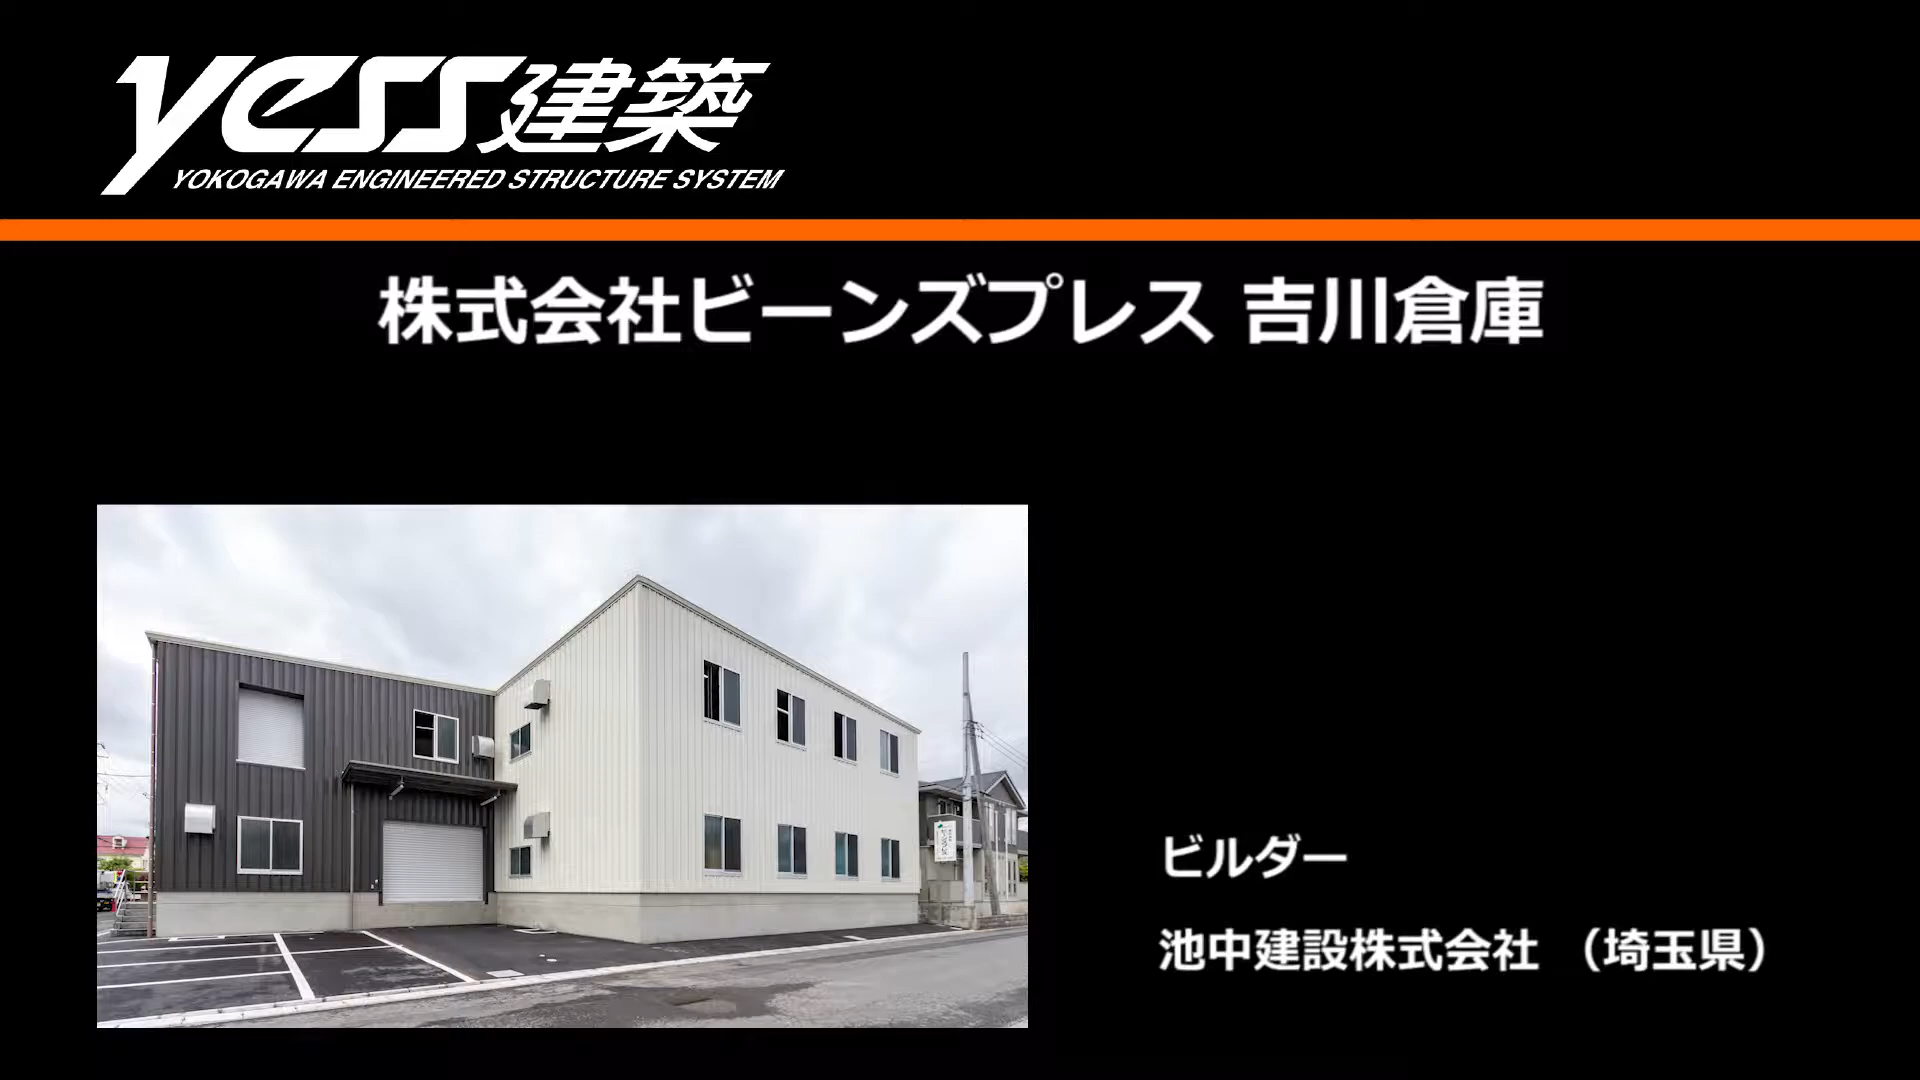 yess建築
YOKOGAWA ENGINEERED STRUCTURE SYSTEM
株式会社ビーンズプレス 吉川倉庫
ビルダー
池中建設株式会社 （埼玉県）